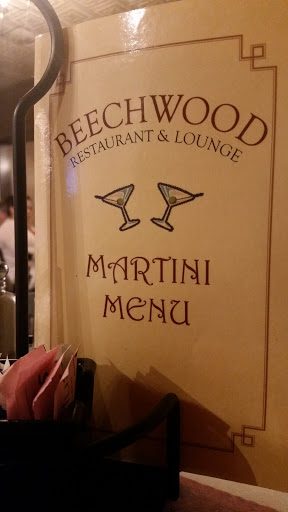 BEECHWOOD
RESTAURANT & LOUNGE
MARTINI
MENU